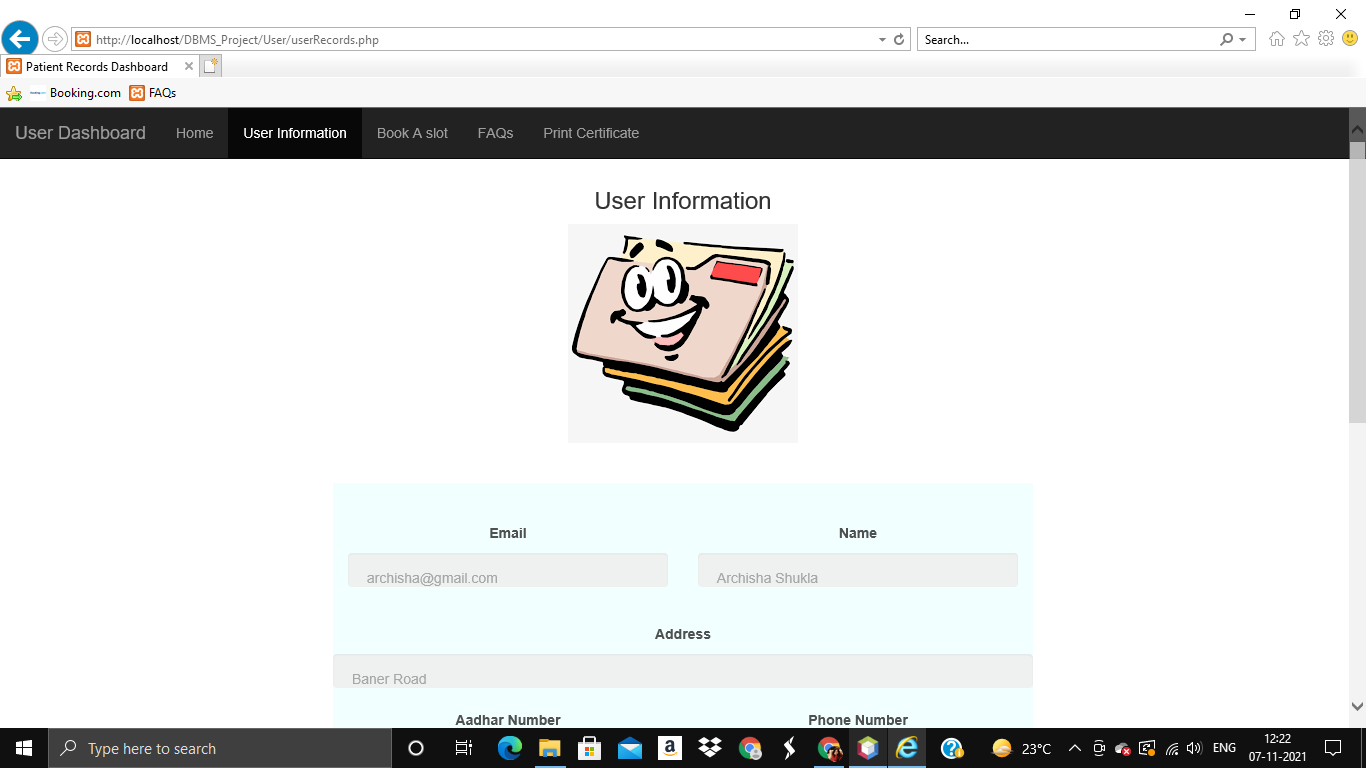 http://localhost/DBMS_Project/User/userRecords.php
Search...
Patient Records Dashboard
Booking.com FAQs
User Dashboard Home User Information Book A slot FAQs Print Certificate
User Information
Email Name
archisha@gmail.com Archisha Shukla
Address
Baner Road
Aadhar Number Phone Number
Type here to search
23°C
ENG
12:22
07-11-2021